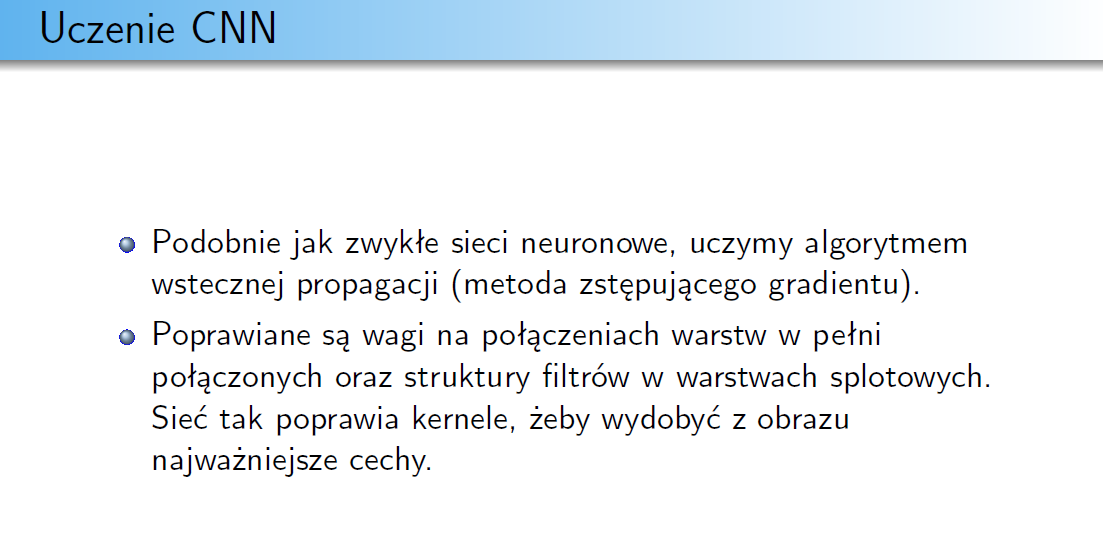 Uczenie CNN
Podobnie jak zwykłe sieci neuronowe, uczymy algorytmem
wstecznej propagacji (metoda zstępującego gradientu).
Poprawiane są wagi na połączeniach warstw w pełni
połączonych oraz struktury filtrów w warstwach splotowych.
Sieć tak poprawia kernele, żeby wydobyć z obrazu
najważniejsze cechy.